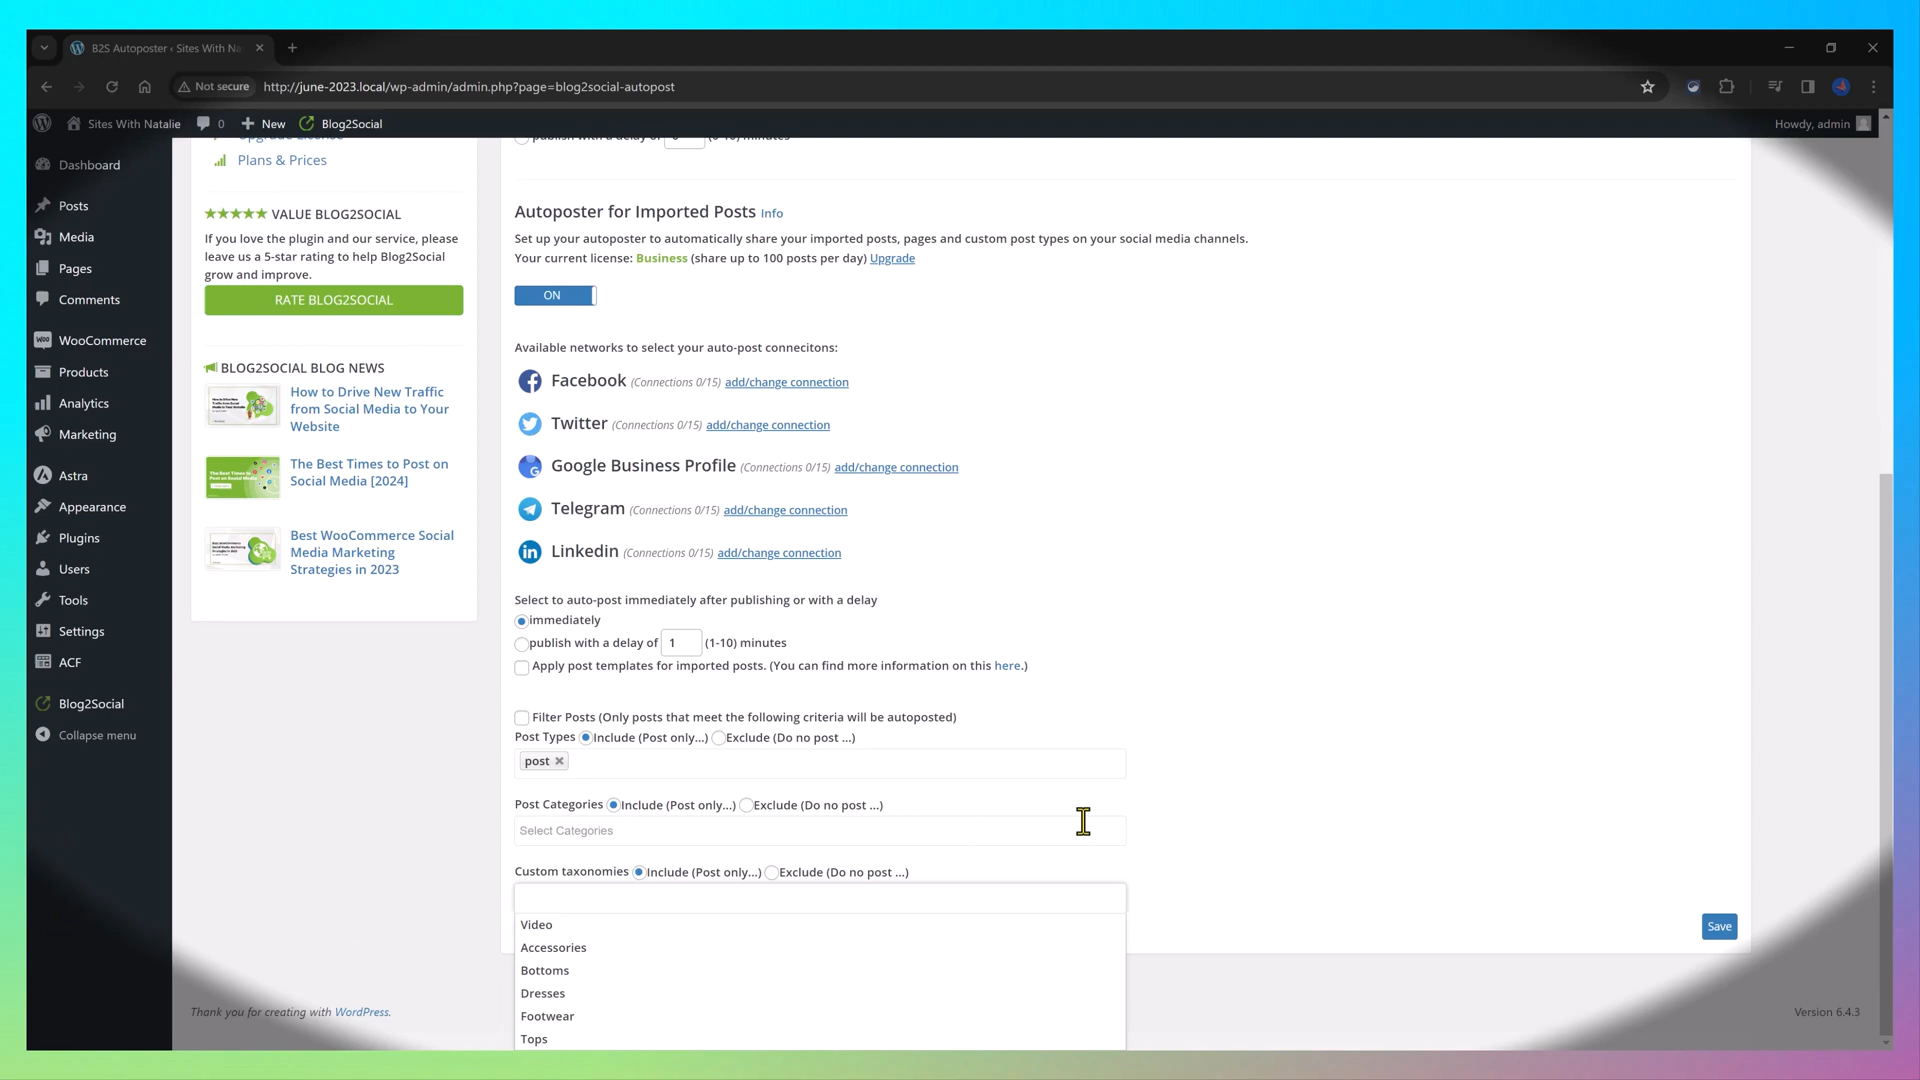 B2S Autoposter ‹ Sites With Na
Not secure
http://june-2023.local/wp-admin/admin.php?page=blog2social-autopost
Sites With Natalie
0
New
Blog2Social
Howdy, admin
Dashboard
Posts
Media
Pages
Comments
WooCommerce
Products
Analytics
Marketing
Astra
Appearance
Plugins
Users
Tools
Settings
ACF
Blog2Social
Collapse menu
Upgrade License
Plans & Prices
VALUE BLOG2SOCIAL
If you love the plugin and our service, please
leave us a 5-star rating to help Blog2Social
grow and improve.
RATE BLOG2SOCIAL
BLOG2SOCIAL BLOG NEWS
How to Drive New Traffic
from Social Media to Your
Website
The Best Times to Post on
Social Media [2024]
Best WooCommerce Social
Media Marketing
Strategies in 2023
publish with a delay of (0-10) minutes
Autoposter for Imported Posts Info
Set up your autoposter to automatically share your imported posts, pages and custom post types on your social media channels.
Your current license: Business (share up to 100 posts per day) Upgrade
ON
Available networks to select your auto-post connecitons:
Facebook (Connections 0/15) add/change connection
Twitter (Connections 0/15) add/change connection
Google Business Profile (Connections 0/15) add/change connection
Telegram (Connections 0/15) add/change connection
Linkedin (Connections 0/15) add/change connection
Select to auto-post immediately after publishing or with a delay
immediately
publish with a delay of 1 (1-10) minutes
Apply post templates for imported posts. (You can find more information on this here.)
Filter Posts (Only posts that meet the following criteria will be autoposted)
Post Types Include (Post only...) Exclude (Do no post ...)
post
Post Categories Include (Post only...) Exclude (Do no post ...)
Select Categories
Custom taxonomies Include (Post only...) Exclude (Do no post ...)
Video
Accessories
Bottoms
Dresses
Footwear
Tops
Save
Thank you for creating with WordPress.
Version 6.4.3